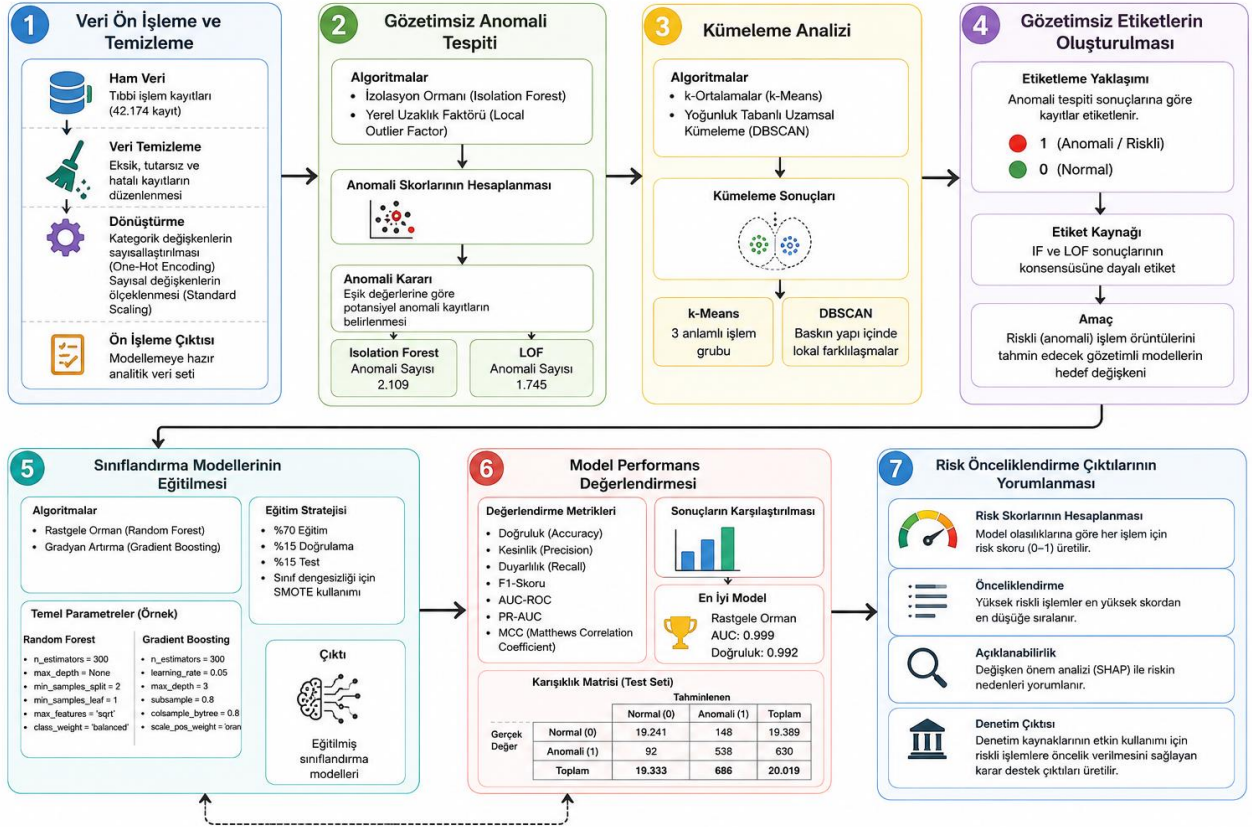 1
Veri Ön İşleme ve
Temizleme
Ham Veri
Tıbbi işlem kayıtları
(42.174 kayıt)
Veri Temizleme
Eksik, tutarsız ve
hatalı kayıtların
düzenlenmesi
Dönüştürme
Kategorik değişkenlerin
sayısallaştırılması
(One-Hot Encoding)
Sayısal değişkenlerin
ölçeklenmesi (Standard
Scaling)
Ön İşleme Çıktısı
Modellemeye hazır
analitik veri seti
2
Gözetimsiz Anomali
Tespiti
Algoritmalar
• İzolasyon Ormanı (Isolation Forest)
• Yerel Uzaklık Faktörü (Local
Outlier Factor)
Anomali Skorlarının Hesaplanması
Anomali Kararı
Eşik değerlerine göre
potansiyel anomali kayıtların
belirlenmesi
Isolation Forest
Anomali Sayısı
2.109
LOF
Anomali Sayısı
1.745
3
Kümeleme Analizi
Algoritmalar
• k-Ortalamalar (k-Means)
• Yoğunluk Tabanlı Uzamsal
Kümeleme (DBSCAN)
Kümeleme Sonuçları
k-Means
3 anlamlı işlem
grubu
DBSCAN
Baskın yapı içinde
lokal farklılaşmalar
4
Gözetimsiz Etiketlerin
Oluşturulması
Etiketleme Yaklaşımı
Anomali tespiti sonuçlarına göre
kayıtlar etiketlenir.
1 (Anomali / Riskli)
0 (Normal)
Etiket Kaynağı
IF ve LOF sonuçlarının
konsensüsüne dayalı etiket
Amaç
Riskli (anomali) işlem örüntülerini
tahmin edecek gözetimli modellerin
hedef değişkeni
5
Sınıflandırma Modellerinin
Eğitilmesi
Algoritmalar
• Rastgele Orman (Random Forest)
• Gradyan Artırma (Gradient Boosting)
Eğitim Stratejisi
• %70 Eğitim
• %15 Doğrulama
• %15 Test
• Sınıf dengesizliği için
SMOTE kullanımı
Temel Parametreler (Örnek)
Random Forest
• n_estimators = 300
• max_depth = None
• min_samples_split = 2
• min_samples_leaf = 1
• max_features = 'sqrt'
• class_weight = 'balanced'
Gradient Boosting
• n_estimators = 300
• learning_rate = 0.05
• max_depth = 3
• subsample = 0.8
• colsample_bytree = 0.8
• scale_pos_weight = 'oran
Çıktı
Eğitilmiş
sınıflandırma
modelleri
6
Model Performans
Değerlendirmesi
Değerlendirme Metrikleri
• Doğruluk (Accuracy)
• Kesinlik (Precision)
• Duyarlılık (Recall)
• F1-Skoru
• AUC-ROC
• PR-AUC
• MCC (Matthews Correlation
Coefficient)
Sonuçların Karşılaştırılması
En İyi Model
Rastgele Orman
AUC: 0.999
Doğruluk: 0.992
Karışıklık Matrisi (Test Seti)
Tahminlenen
Normal (0) Anomali (1) Toplam
Gerçek
Değer
Normal (0) 19.241 148 19.389
Anomali (1) 92 538 630
Toplam 19.333 686 20.019
7
Risk Önceliklendirme Çıktılarının
Yorumlanması
Risk Skorlarının Hesaplanması
Model olasılıklarına göre her işlem için
risk skoru (0–1) üretilir.
Önceliklendirme
Yüksek riskli işlemler en yüksek skordan
en düşüğe sıralanır.
Açıklanabilirlik
Değişken önem analizi (SHAP) ile riskin
nedenleri yorumlanır.
Denetim Çıktısı
Denetim kaynaklarının etkin kullanımı için
riskli işlemlere öncelik verilmesini sağlayan
karar destek çıktıları üretilir.